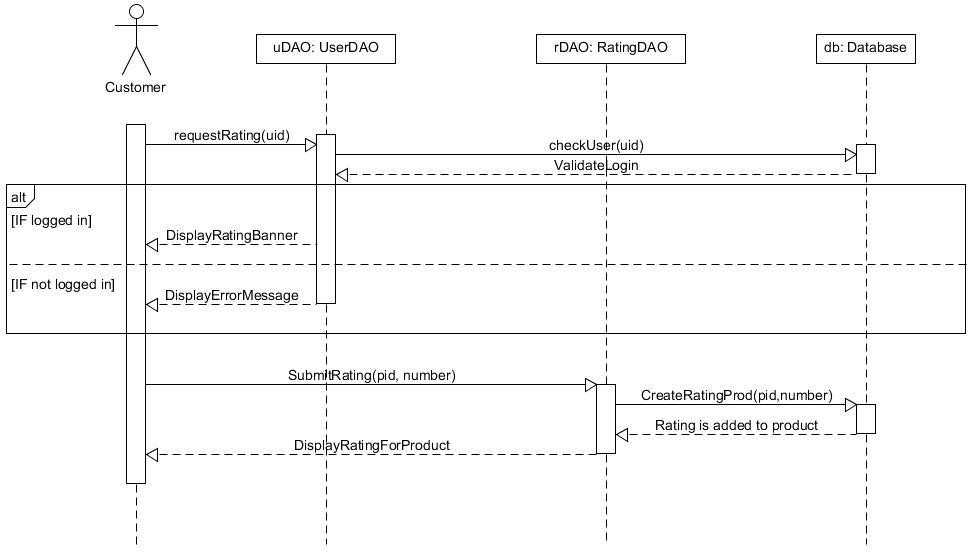 uDAO: UserDAO
rDAO: RatingDAO
db: Database
Customer
requestRating(uid)
checkUser(uid)
ValidateLogin
alt
[IF logged in]
DisplayRatingBanner
[IF not logged in]
DisplayErrorMessage
SubmitRating(pid, number)
CreateRatingProd(pid,number)
Rating is added to product
DisplayRatingForProduct